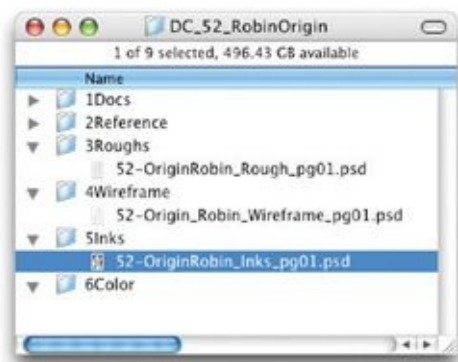 DC_52_RobinOrigin
1 of 9 selected, 496.43 GB available
Name
1Docs
2Reference
3Roughs
52-OriginRobin_Rough_pg01.psd
4Wireframe
52-Origin_Robin_Wireframe_pg01.psd
5Inks
52-OriginRobin_Inks_pg01.psd
6Color